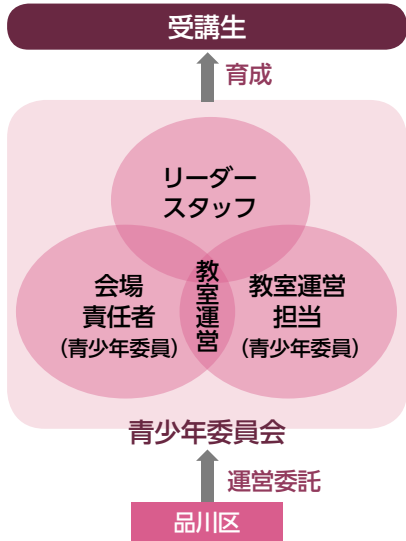 受講生
育成
リーダー
スタッフ
会場
責任者
(青少年委員)
教室運営
教室運営
担当
(青少年委員)
青少年委員会
運営委託
品川区